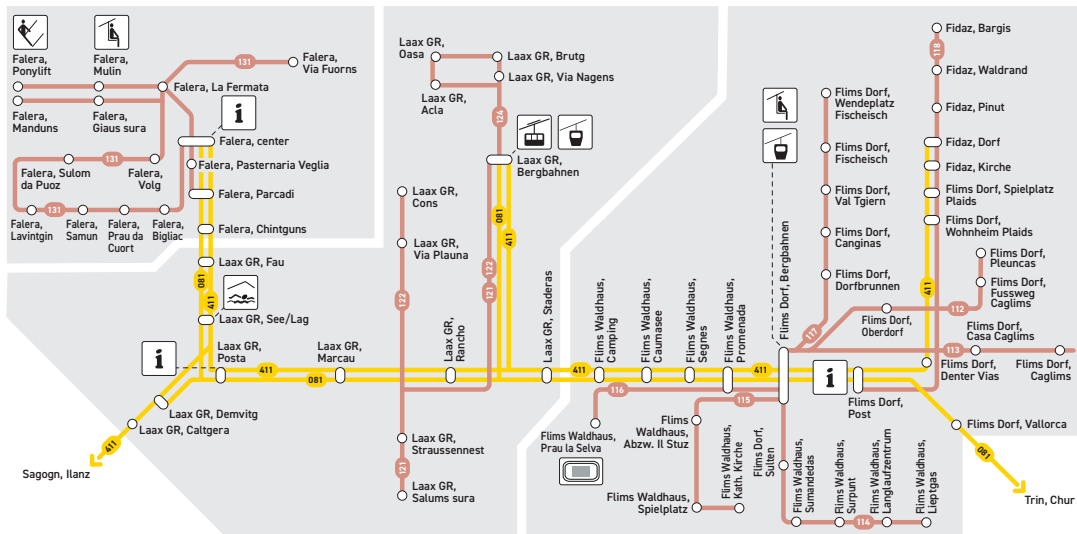 Falera,
Ponylift
Falera,
Mulin
131
Falera,
Via Fuorns
Falera, La Fermata
Falera,
Manduns
Falera,
Giaus sura
i
Falera, center
131
Falera, Sulom
da Puoz
Falera,
Volg
Falera, Pasternaria Veglia
Falera, Parcadi
131
Falera,
Lavintgin
Falera,
Samun
Falera,
Prau da
Cuort
Falera,
Bigliac
Falera, Chintguns
Laax GR, Fau
081
411
Laax GR, See/Lag
i
Laax GR,
Posta
411
081
Laax GR,
Marcau
Laax GR, Demvitg
Laax GR, Caltgera
411
Sagogn, Ilanz
Laax GR,
Oasa
Laax GR, Brutg
Laax GR, Via Nagens
Laax GR,
Acla
124
Laax GR,
Bergbahnen
Laax GR,
Cons
Laax GR,
Via Plauna
081
411
122
122
121
Laax GR,
Rancho
Laax GR, Staderas
Laax GR,
Straussennest
121
Laax GR,
Salums sura
411
Flims Waldhaus,
Camping
Flims Waldhaus,
Caumasee
Flims Waldhaus,
Segnes
Flims Waldhaus,
Promenada
411
116
115
Flims Waldhaus,
Prau la Selva
Flims
Waldhaus,
Abzw. Il Stuz
Flims Waldhaus,
Spielplatz
Flims Waldhaus,
Kath. Kirche
Flims Dorf,
Sulten
Flims Waldhaus,
Sumandedas
Flims Waldhaus,
Surpunt
Flims Waldhaus,
Langlaufzentrum
Flims Waldhaus,
Lieptgas
114
Flims Dorf, Bergbahnen
Flims Dorf,
Wendeplatz
Fischeisch
Flims Dorf,
Fischeisch
Flims Dorf,
Val Tgiern
Flims Dorf,
Canginas
Flims Dorf,
Dorfbrunnen
117
i
Flims Dorf,
Post
Fidaz, Bargis
118
Fidaz, Waldrand
Fidaz, Pinut
Fidaz, Dorf
Fidaz, Kirche
Flims Dorf, Spielplatz
Plaids
Flims Dorf,
Wohnheim Plaids
Flims Dorf,
Pleuncas
Flims Dorf,
Fussweg
Caglims
411
112
Flims Dorf,
Oberdorf
Flims Dorf,
Casa Caglims
113
Flims Dorf,
Denter Vias
Flims Dorf,
Caglims
Flims Dorf, Vallorca
081
Trin, Chur